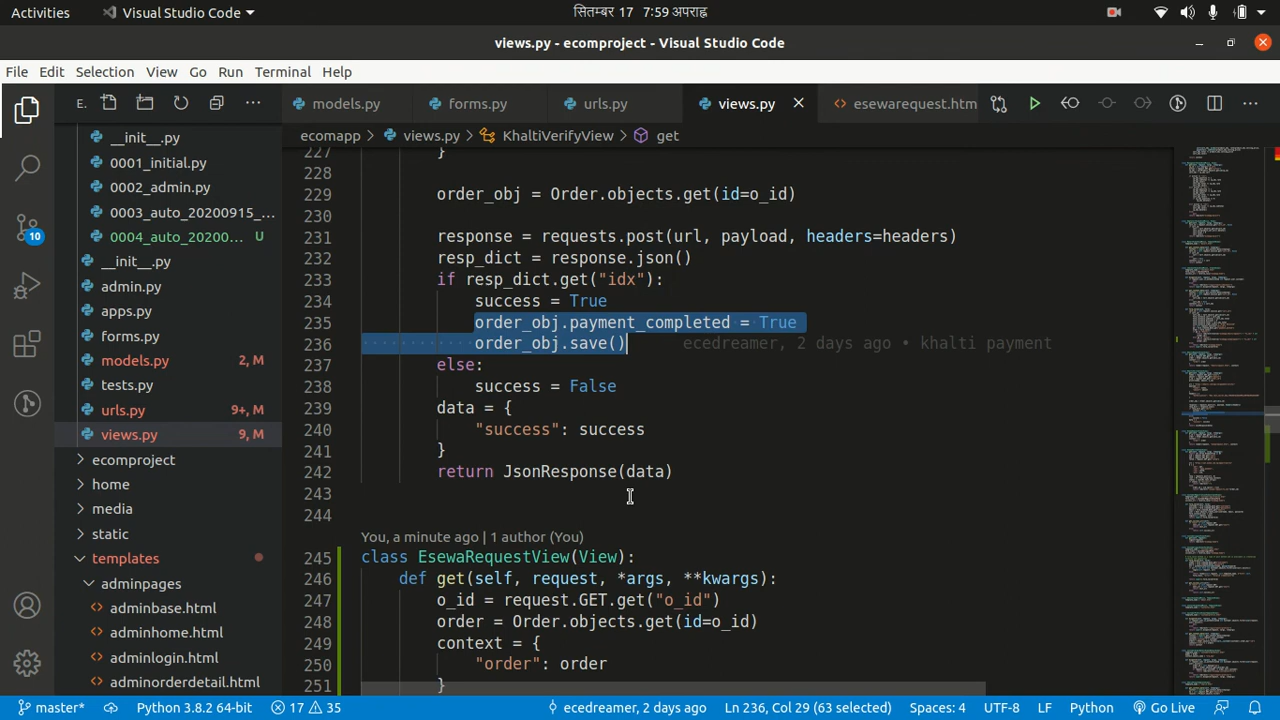 Activities
Visual Studio Code
सितम्बर 17 7:59 अपराह्न
views.py - ecomproject - Visual Studio Code
File Edit Selection View Go Run Terminal Help
E.
models.py
forms.py
urls.py
views.py
esewarequest.htm
ecomapp > views.py > KhaltiVerifyView > get
__init__.py
0001_initial.py
0002_admin.py
0003_auto_20200915_...
0004_auto_202000... U
__init__.py
admin.py
apps.py
forms.py
models.py 2, M
tests.py
urls.py 9+, M
views.py 9, M
ecomproject
home
media
static
templates
adminpages
adminbase.html
adminhome.html
adminlogin.html
adminorderdetail.html
10
227 }
228
229 order_obj = Order.objects.get(id=o_id)
230
231 response = requests.post(url, payload, headers=headers)
232 resp_dict = response.json()
233 if resp_dict.get("idx"):
234 success = True
235 order_obj.payment_completed = True
236 order_obj.save() ecedreamer, 2 days ago • khalti payment
237 else:
238 success = False
239 data = {
240 "success": success
241 }
242 return JsonResponse(data)
243
244
You, a minute ago | 1 author (You)
245 class EsewaRequestView(View):
246 def get(self, request, *args, **kwargs):
247 o_id = request.GET.get("o_id")
248 order = Order.objects.get(id=o_id)
249 context = {
250 "order": order
251 }
master* Python 3.8.2 64-bit 17 35 ecedreamer, 2 days ago Ln 236, Col 29 (63 selected) Spaces: 4 UTF-8 LF Python Go Live